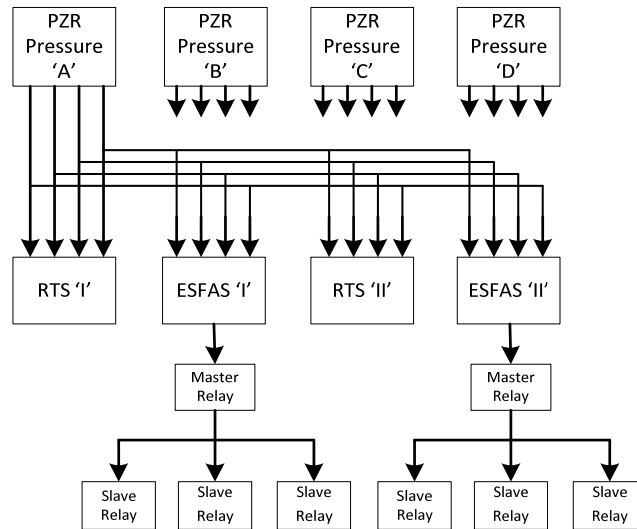 PZR
Pressure
‘A’
PZR
Pressure
‘B’
PZR
Pressure
‘C’
PZR
Pressure
‘D’
RTS ‘I’
ESFAS ‘I’
RTS ‘II’
ESFAS ‘II’
Master
Relay
Master
Relay
Slave
Relay
Slave
Relay
Slave
Relay
Slave
Relay
Slave
Relay
Slave
Relay